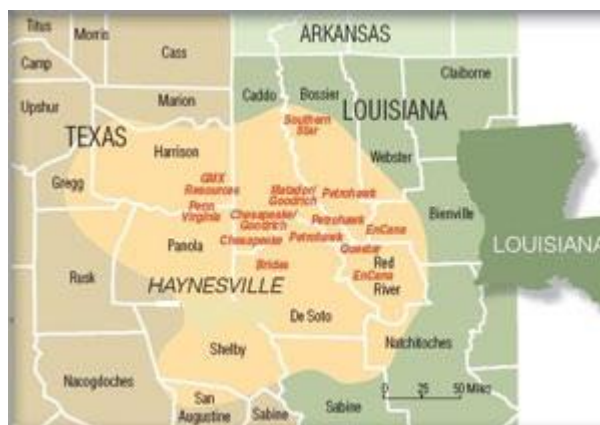 Titus
Morris
Cass
ARKANSAS
Camp
Claiborne
Upshur
Marion
Caddo
Bossier
LOUISIANA
TEXAS
Southern
Star
Harrison
Webster
Gregg
GMX
Resources
Matador/
Goodrich
Petrohawk
Penn
Virginia
Chesapeake/
Goodrich
Petrohawk
EnCana
Bienville
LOUISIANA
Panola
Chesapeake
Petrohawk
Questar
Rusk
Brides
EnCana
Red
River
HAYNESVILLE
De Soto
Shelby
Natchitoches
Nacogdoches
San
Augustine
Sabine
Sabine
0 25 50 MILES